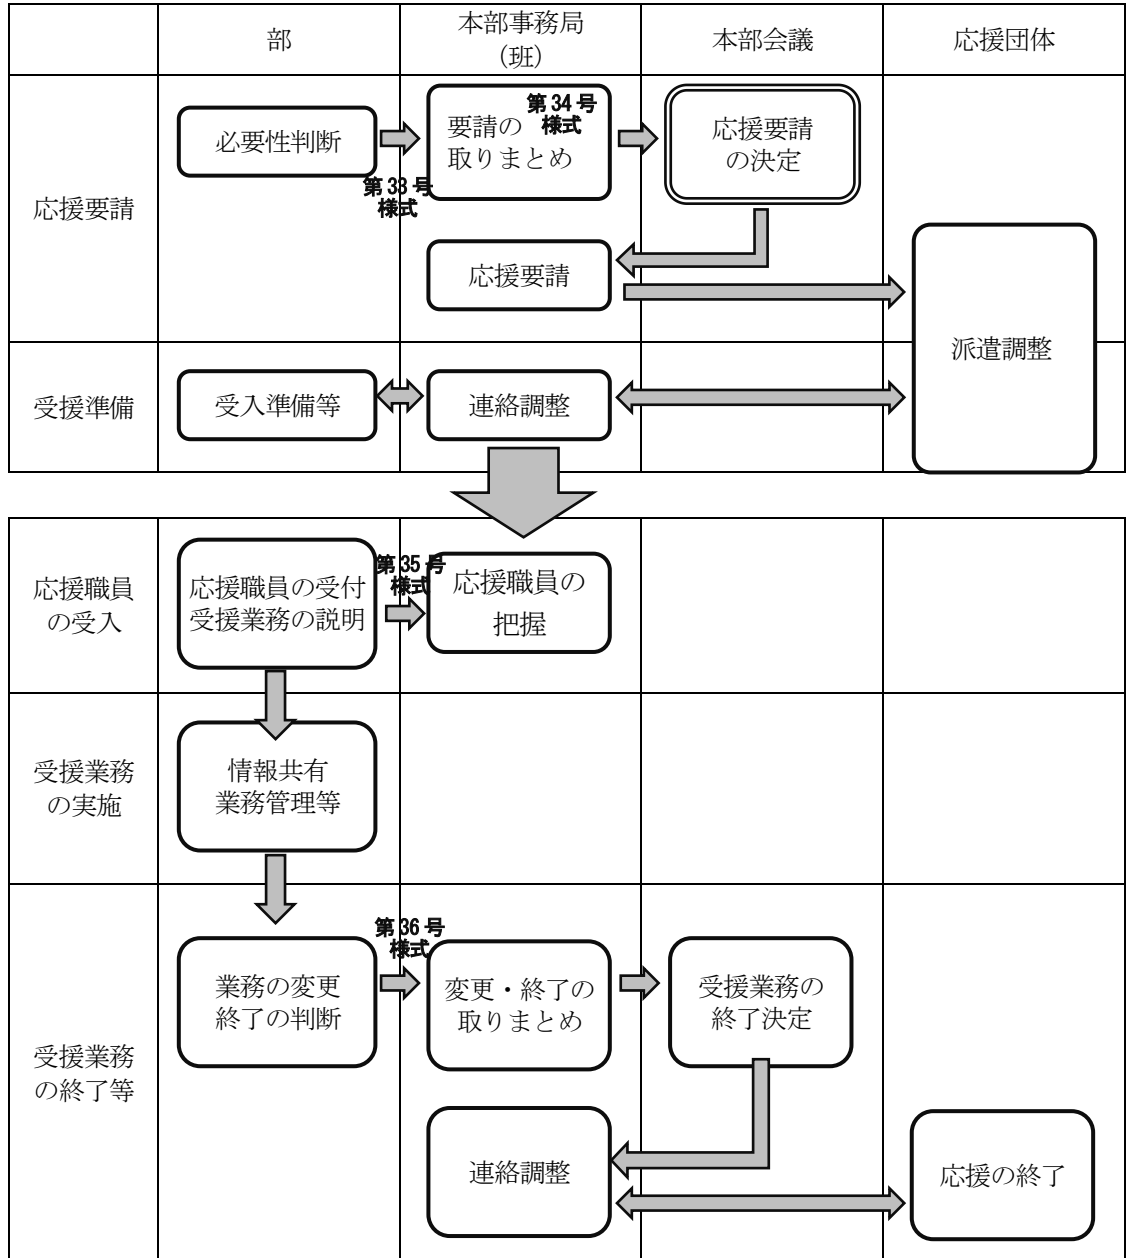 部
本部事務局
（班）
本部会議
応援団体
応援要請
必要性判断
第33号
様式
要請の
取りまとめ
第34号
様式
応援要請
の決定
応援要請
派遣調整
受援準備
受入準備等
連絡調整
応援職員
の受入
応援職員の受付
受援業務の説明
第35号
様式
応援職員の
把握
受援業務
の実施
情報共有
業務管理等
受援業務
の終了等
業務の変更
終了の判断
第36号
様式
変更・終了の
取りまとめ
受援業務の
終了決定
連絡調整
応援の終了